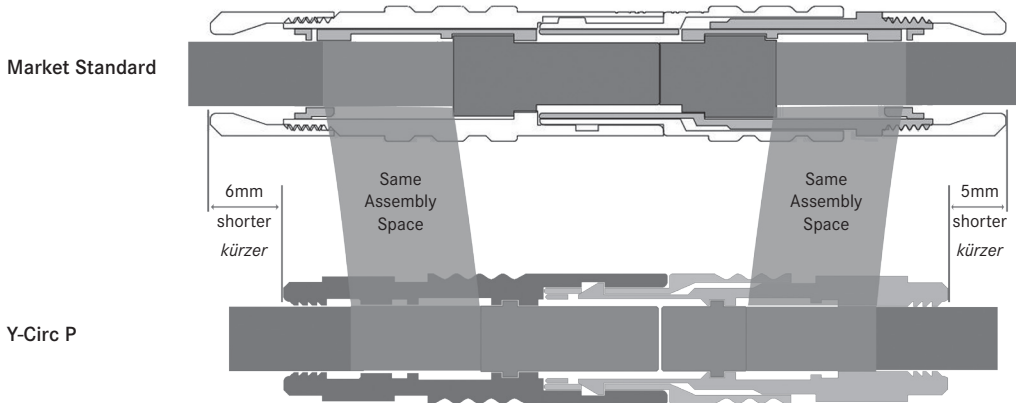 Market Standard
Same
Assembly
Space
Same
Assembly
Space
6mm
shorter
kürzer
5mm
shorter
kürzer
Y-Circ P